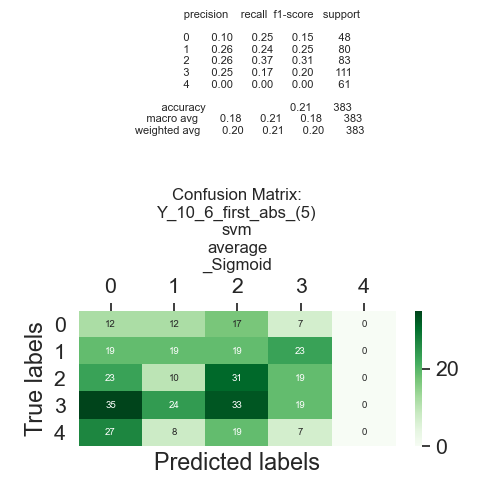 precision recall f1-score support
0 0.10 0.25 0.15 48
1 0.26 0.24 0.25 80
2 0.26 0.37 0.31 83
3 0.25 0.17 0.20 111
4 0.00 0.00 0.00 61
accuracy 0.21 383
macro avg 0.18 0.21 0.18 383
weighted avg 0.20 0.21 0.20 383
Confusion Matrix:
Y_10_6_first_abs_(5)
svm
average
_Sigmoid
0 1 2 3 4
0 12 12 17 7 0
1 19 19 19 23 0
2 23 10 31 19 0
3 35 24 33 19 0
4 27 8 19 7 0
True labels
Predicted labels
20
0